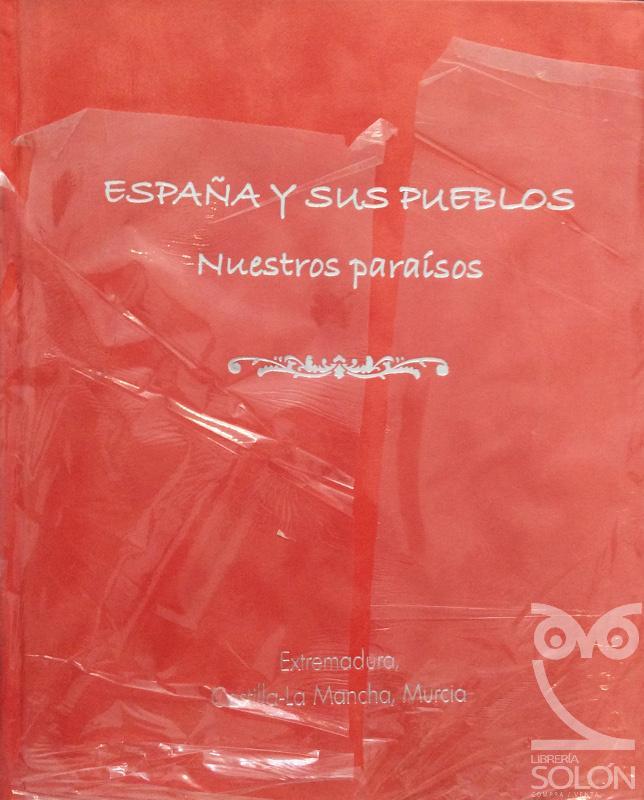 ESPAÑA Y SUS PUEBLOS
Nuestros paraísos
Extremadura,
Castilla-La Mancha, Murcia
LIBRERÍA
SOLÓN
COMPRA / VENTA